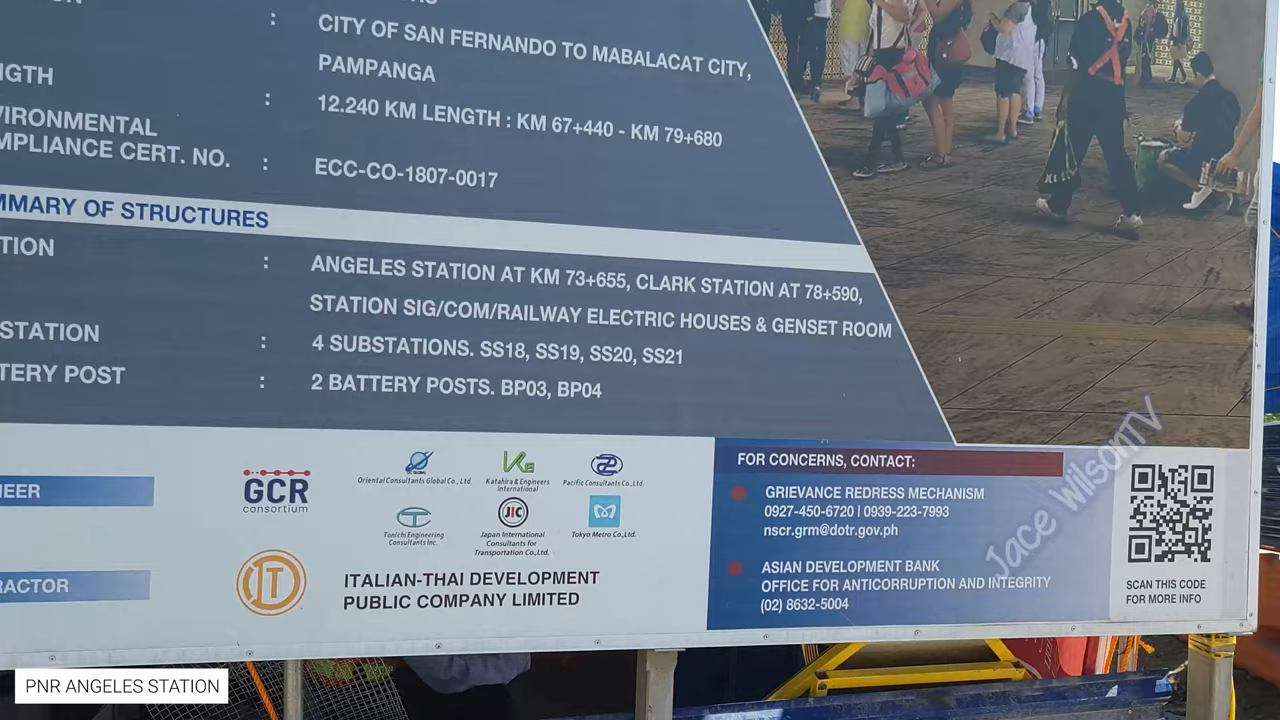 CITY OF SAN FERNANDO TO MABALACAT CITY,
PAMPANGA
NGTH : 12.240 KM LENGTH : KM 67+440 - KM 79+680
VIRONMENTAL
MPLIANCE CERT. NO. : ECC-CO-1807-0017
MMARY OF STRUCTURES
TION : ANGELES STATION AT KM 73+655, CLARK STATION AT 78+590,
STATION SIG/COM/RAILWAY ELECTRIC HOUSES & GENSET ROOM
STATION : 4 SUBSTATIONS. SS18, SS19, SS20, SS21
TERY POST : 2 BATTERY POSTS. BP03, BP04
NEER
GCR
consortium
Oriental Consultants Global Co., Ltd.
Katahira & Engineers
International
Pacific Consultants Co., Ltd.
Tonichi Engineering
Consultants Inc.
JIC
Japan International
Consultants for
Transportation Co., Ltd.
Tokyo Metro Co., Ltd.
RACTOR
IT
ITALIAN-THAI DEVELOPMENT
PUBLIC COMPANY LIMITED
FOR CONCERNS, CONTACT:
GRIEVANCE REDRESS MECHANISM
0927-450-6720 | 0939-223-7993
nscr.grm@dotr.gov.ph
ASIAN DEVELOPMENT BANK
OFFICE FOR ANTICORRUPTION AND INTEGRITY
(02) 8632-5004
SCAN THIS CODE
FOR MORE INFO
Jace WilsonTV
PNR ANGELES STATION